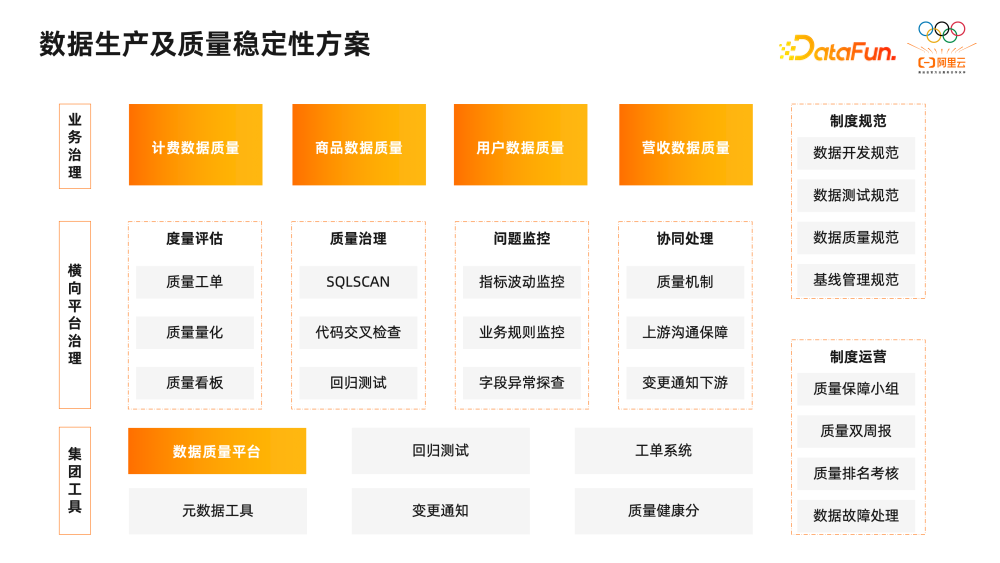 数据生产及质量稳定性方案
DataFun.
阿里云
业务治理
计费数据质量
商品数据质量
用户数据质量
营收数据质量
横向平台治理
度量评估
质量工单
质量量化
质量看板
质量治理
SQLSCAN
代码交叉检查
回归测试
问题监控
指标波动监控
业务规则监控
字段异常探查
协同处理
质量机制
上游沟通保障
变更通知下游
集团工具
数据质量平台
回归测试
工单系统
元数据工具
变更通知
质量健康分
制度规范
数据开发规范
数据测试规范
数据质量规范
基线管理规范
制度运营
质量保障小组
质量双周报
质量排名考核
数据故障处理